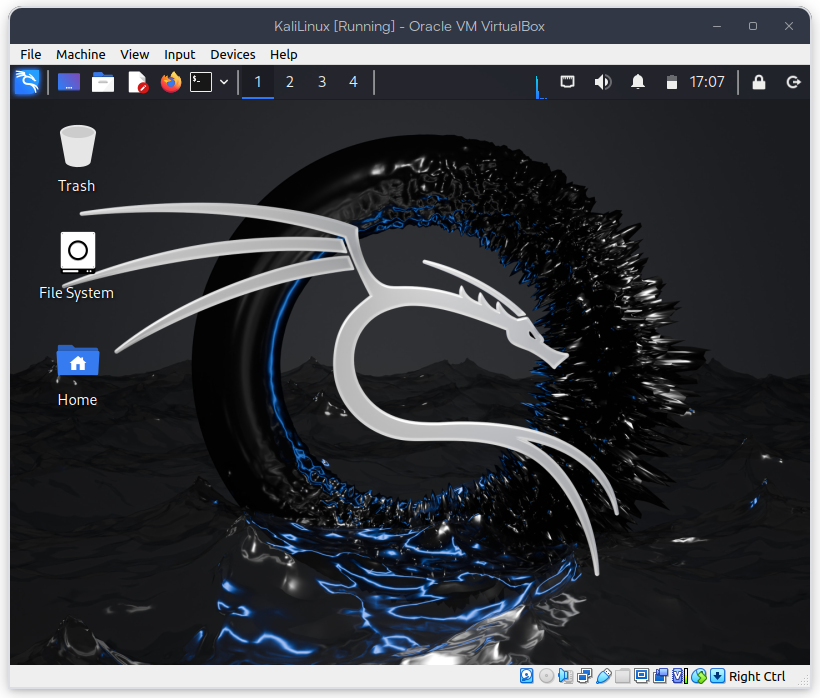 KaliLinux [Running] - Oracle VM VirtualBox
File Machine View Input Devices Help
$_ 1 2 3 4 17:07
Trash
File System
Home
Right Ctrl